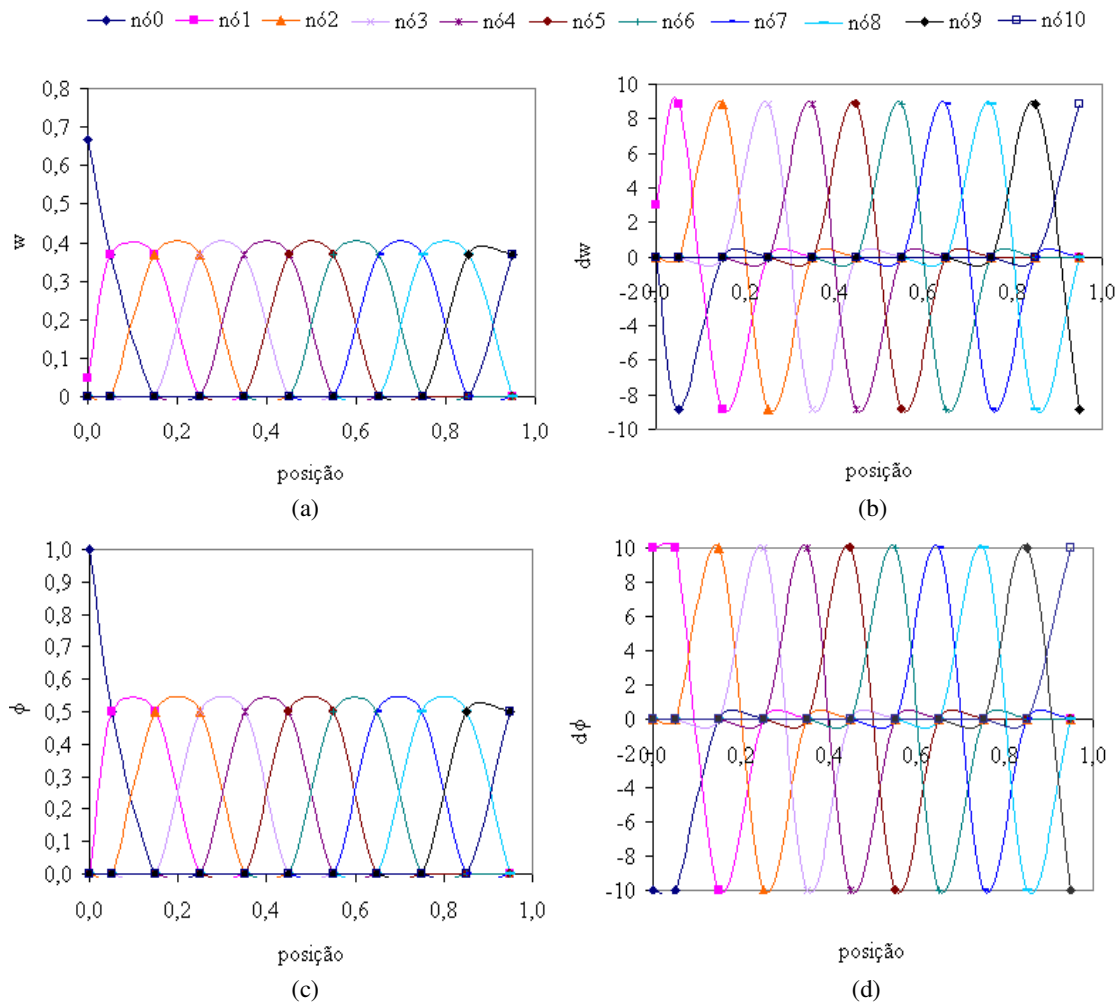 nó0 nó1 nó2 nó3 nó4 nó5 nó6 nó7 nó8 nó9 nó10
0,8
0,7
0,6
0,5
0,4
0,3
0,2
0,1
0
w
0,0 0,2 0,4 0,6 0,8 1,0
posição
(a)
10
8
6
4
2
0
-2
-4
-6
-8
-10
dw
0,0 0,2 0,4 0,6 0,8 1,0
posição
(b)
1,0
0,9
0,8
0,7
0,6
0,5
0,4
0,3
0,2
0,1
0,0
ϕ
0,0 0,2 0,4 0,6 0,8 1,0
posição
(c)
10
8
6
4
2
0
-2
-4
-6
-8
-10
dϕ
0,0 0,2 0,4 0,6 0,8 1,0
posição
(d)